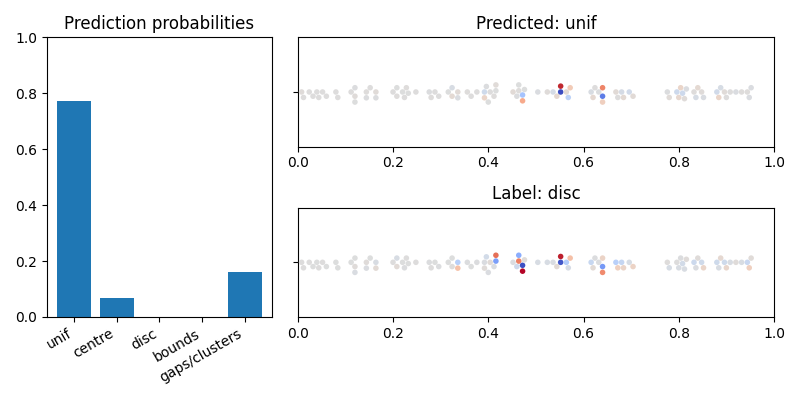 Prediction probabilities
1.0
0.8
0.6
0.4
0.2
0.0
unif
centre
disc
bounds
gaps/clusters
Predicted: unif
0.0 0.2 0.4 0.6 0.8 1.0
Label: disc
0.0 0.2 0.4 0.6 0.8 1.0